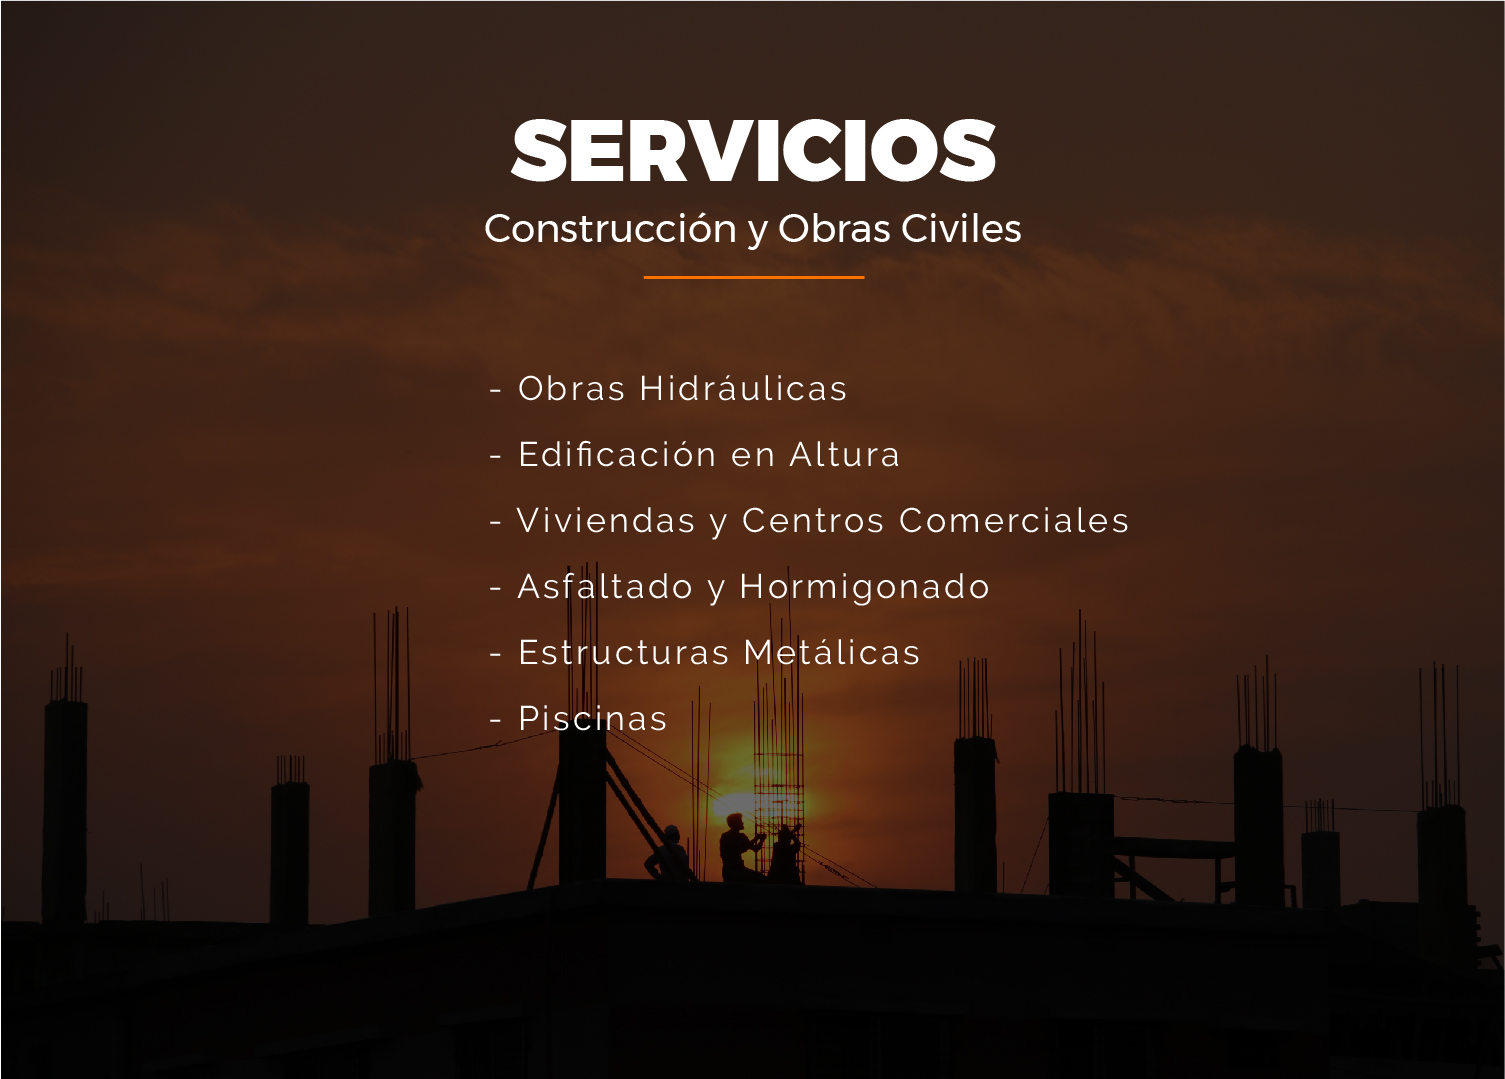 SERVICIOS
Construcción y Obras Civiles
- Obras Hidráulicas
- Edificación en Altura
- Viviendas y Centros Comerciales
- Asfaltado y Hormigonado
- Estructuras Metálicas
- Piscinas